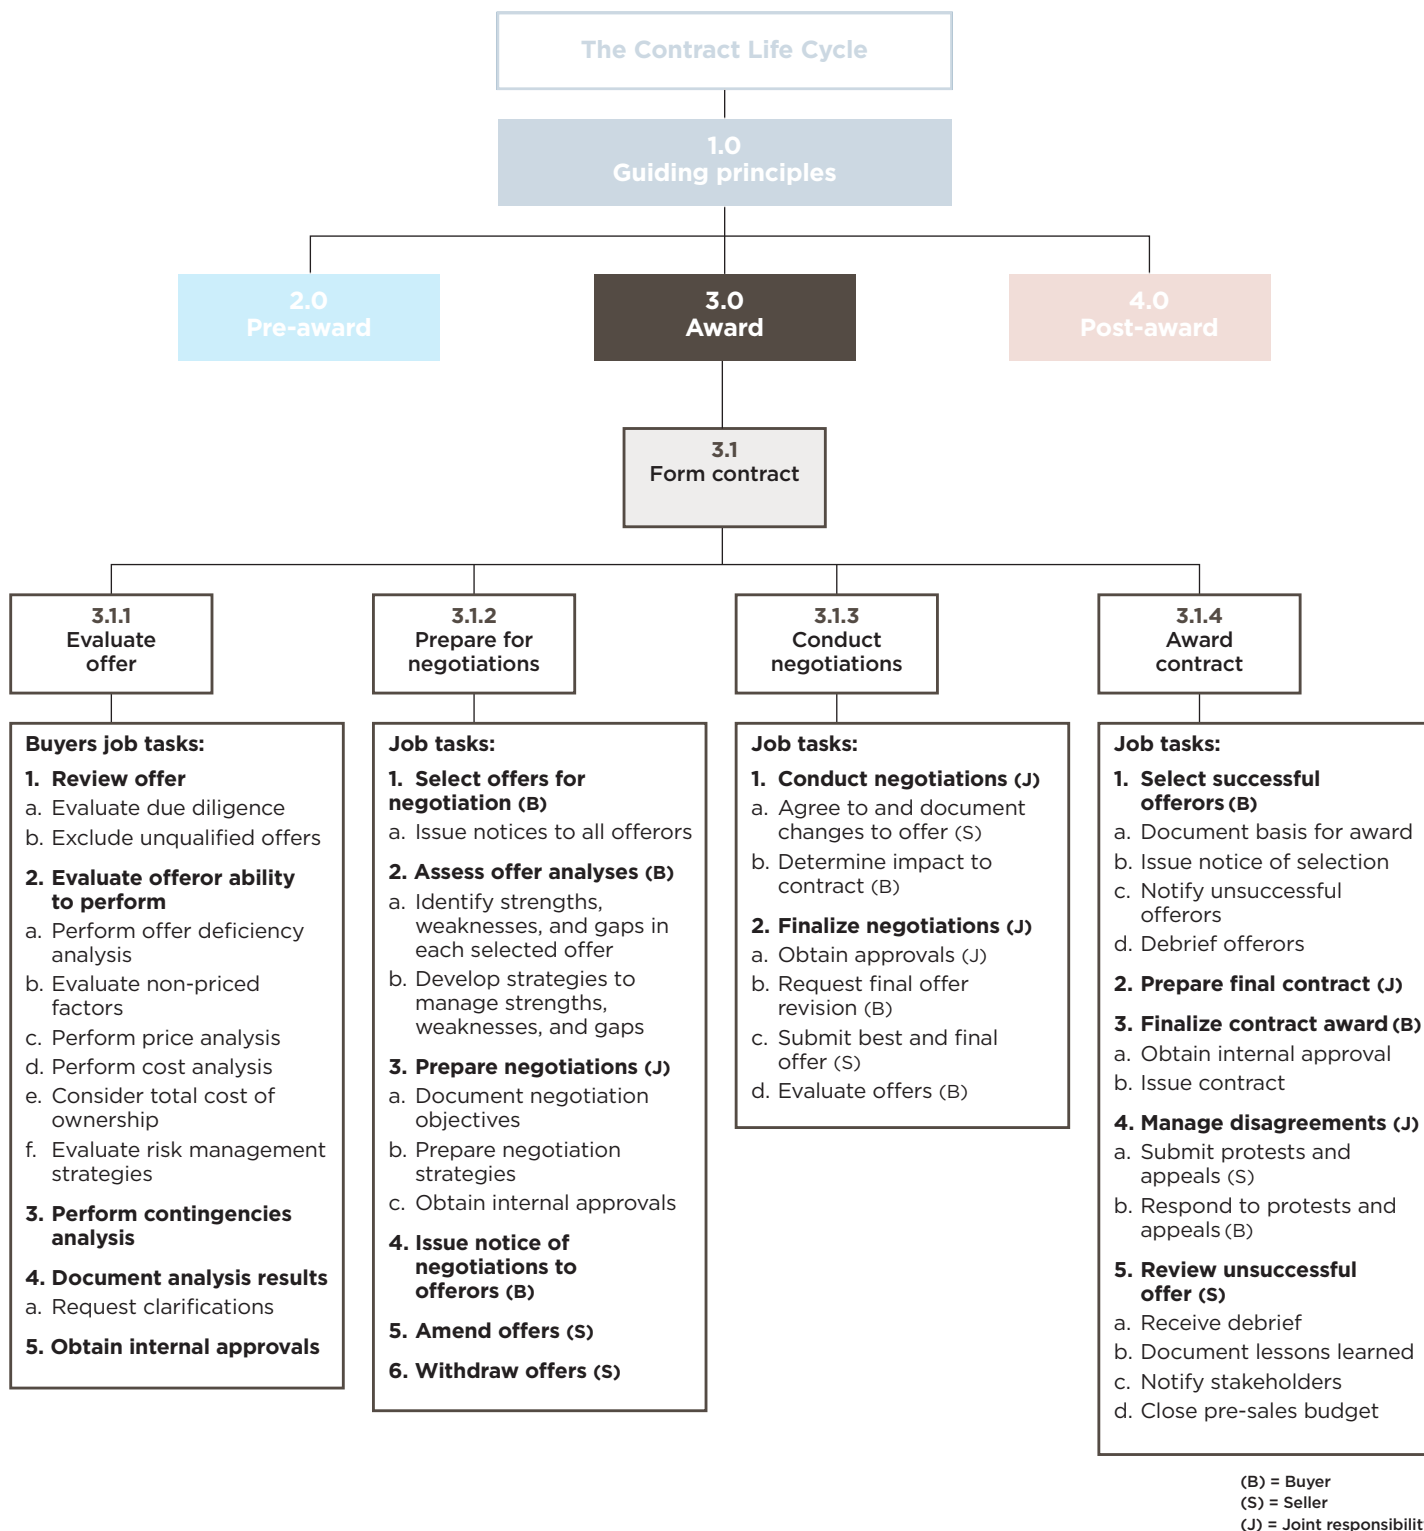 The Contract Life Cycle
1.0
Guiding principles
2.0
Pre-award
3.0
Award
4.0
Post-award
3.1
Form contract
3.1.1
Evaluate
offer
3.1.2
Prepare for
negotiations
3.1.3
Conduct
negotiations
3.1.4
Award
contract
Buyers job tasks:
1. Review offer
a. Evaluate due diligence
b. Exclude unqualified offers
2. Evaluate offeror ability
to perform
a. Perform offer deficiency
analysis
b. Evaluate non-priced
factors
c. Perform price analysis
d. Perform cost analysis
e. Consider total cost of
ownership
f. Evaluate risk management
strategies
3. Perform contingencies
analysis
4. Document analysis results
a. Request clarifications
5. Obtain internal approvals
Job tasks:
1. Select offers for
negotiation (B)
a. Issue notices to all offerors
2. Assess offer analyses (B)
a. Identify strengths,
weaknesses, and gaps in
each selected offer
b. Develop strategies to
manage strengths,
weaknesses, and gaps
3. Prepare negotiations (J)
a. Document negotiation
objectives
b. Prepare negotiation
strategies
c. Obtain internal approvals
4. Issue notice of
negotiations to
offerors (B)
5. Amend offers (S)
6. Withdraw offers (S)
Job tasks:
1. Conduct negotiations (J)
a. Agree to and document
changes to offer (S)
b. Determine impact to
contract (B)
2. Finalize negotiations (J)
a. Obtain approvals (J)
b. Request final offer
revision (B)
c. Submit best and final
offer (S)
d. Evaluate offers (B)
Job tasks:
1. Select successful
offerors (B)
a. Document basis for award
b. Issue notice of selection
c. Notify unsuccessful
offerors
d. Debrief offerors
2. Prepare final contract (J)
3. Finalize contract award (B)
a. Obtain internal approval
b. Issue contract
4. Manage disagreements (J)
a. Submit protests and
appeals (S)
b. Respond to protests and
appeals (B)
5. Review unsuccessful
offer (S)
a. Receive debrief
b. Document lessons learned
c. Notify stakeholders
d. Close pre-sales budget
(B) = Buyer
(S) = Seller
(J) = Joint responsibilit